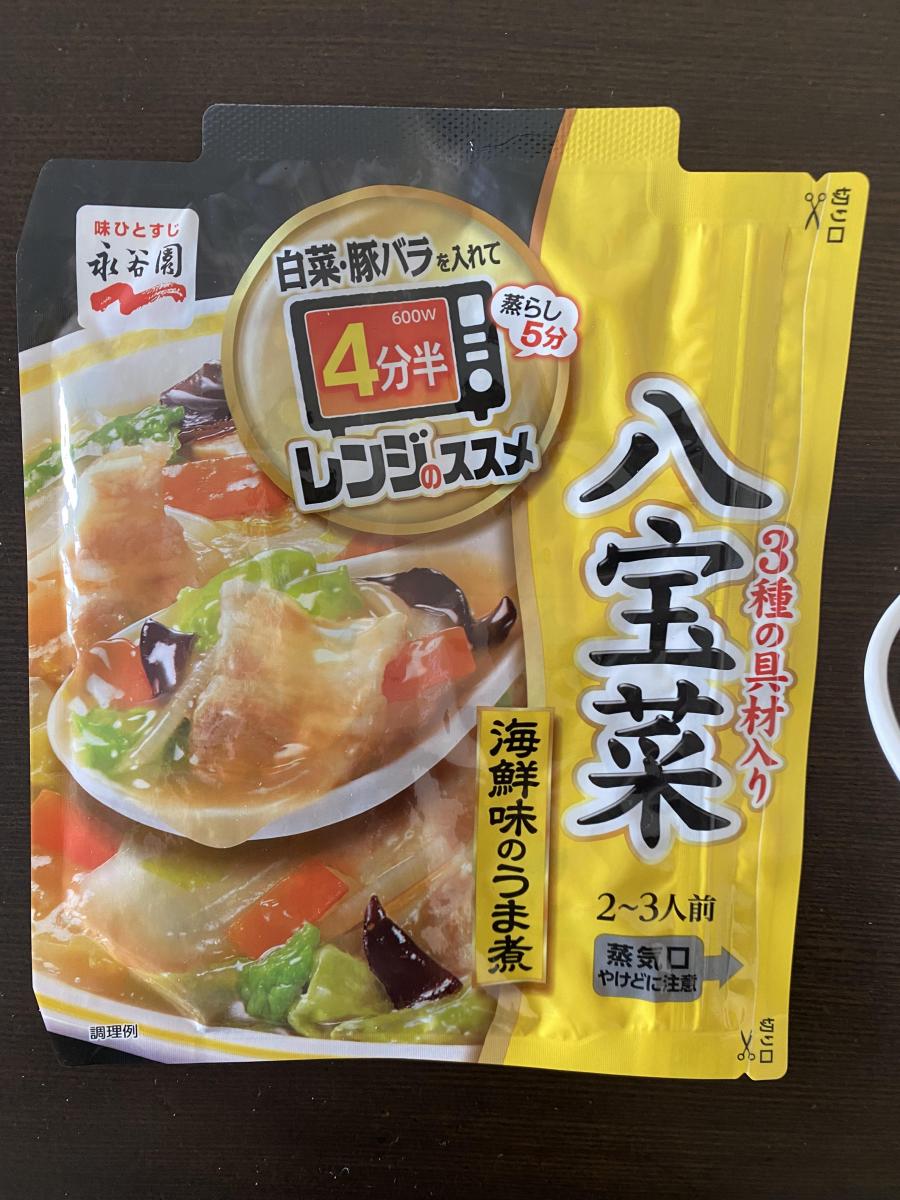 味ひとすじ
永谷園
白菜・豚バラを入れて
600W
4分半
蒸らし
5分
レンジのススメ
切り口
八宝菜
3種の具材入り
海鮮味のうま煮
2~3人前
蒸気口
やけどに注意
調理例
切り口